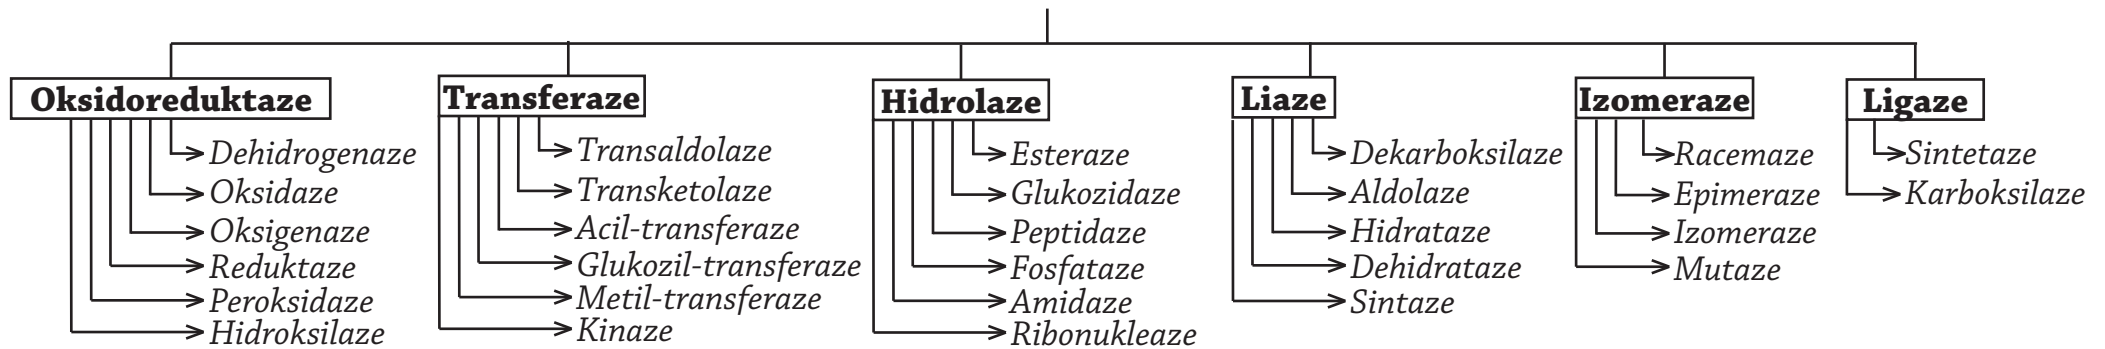 Oksidoreduktaze
Dehidrogenaze
Oksidaze
Oksigenaze
Reduktaze
Peroksidaze
Hidroksilaze
Transferaze
Transaldolaze
Transketolaze
Acil-transferaze
Glukozil-transferaze
Metil-transferaze
Kinaze
Hidrolaze
Esteraze
Glukozidaze
Peptidaze
Fosfataze
Amidaze
Ribonukleaze
Liaze
Dekarboksilaze
Aldolaze
Hidrataze
Dehidrataze
Sintaze
Izomeraze
Racemaze
Epimeraze
Izomeraze
Mutaze
Ligaze
Sintetaze
Karboksilaze